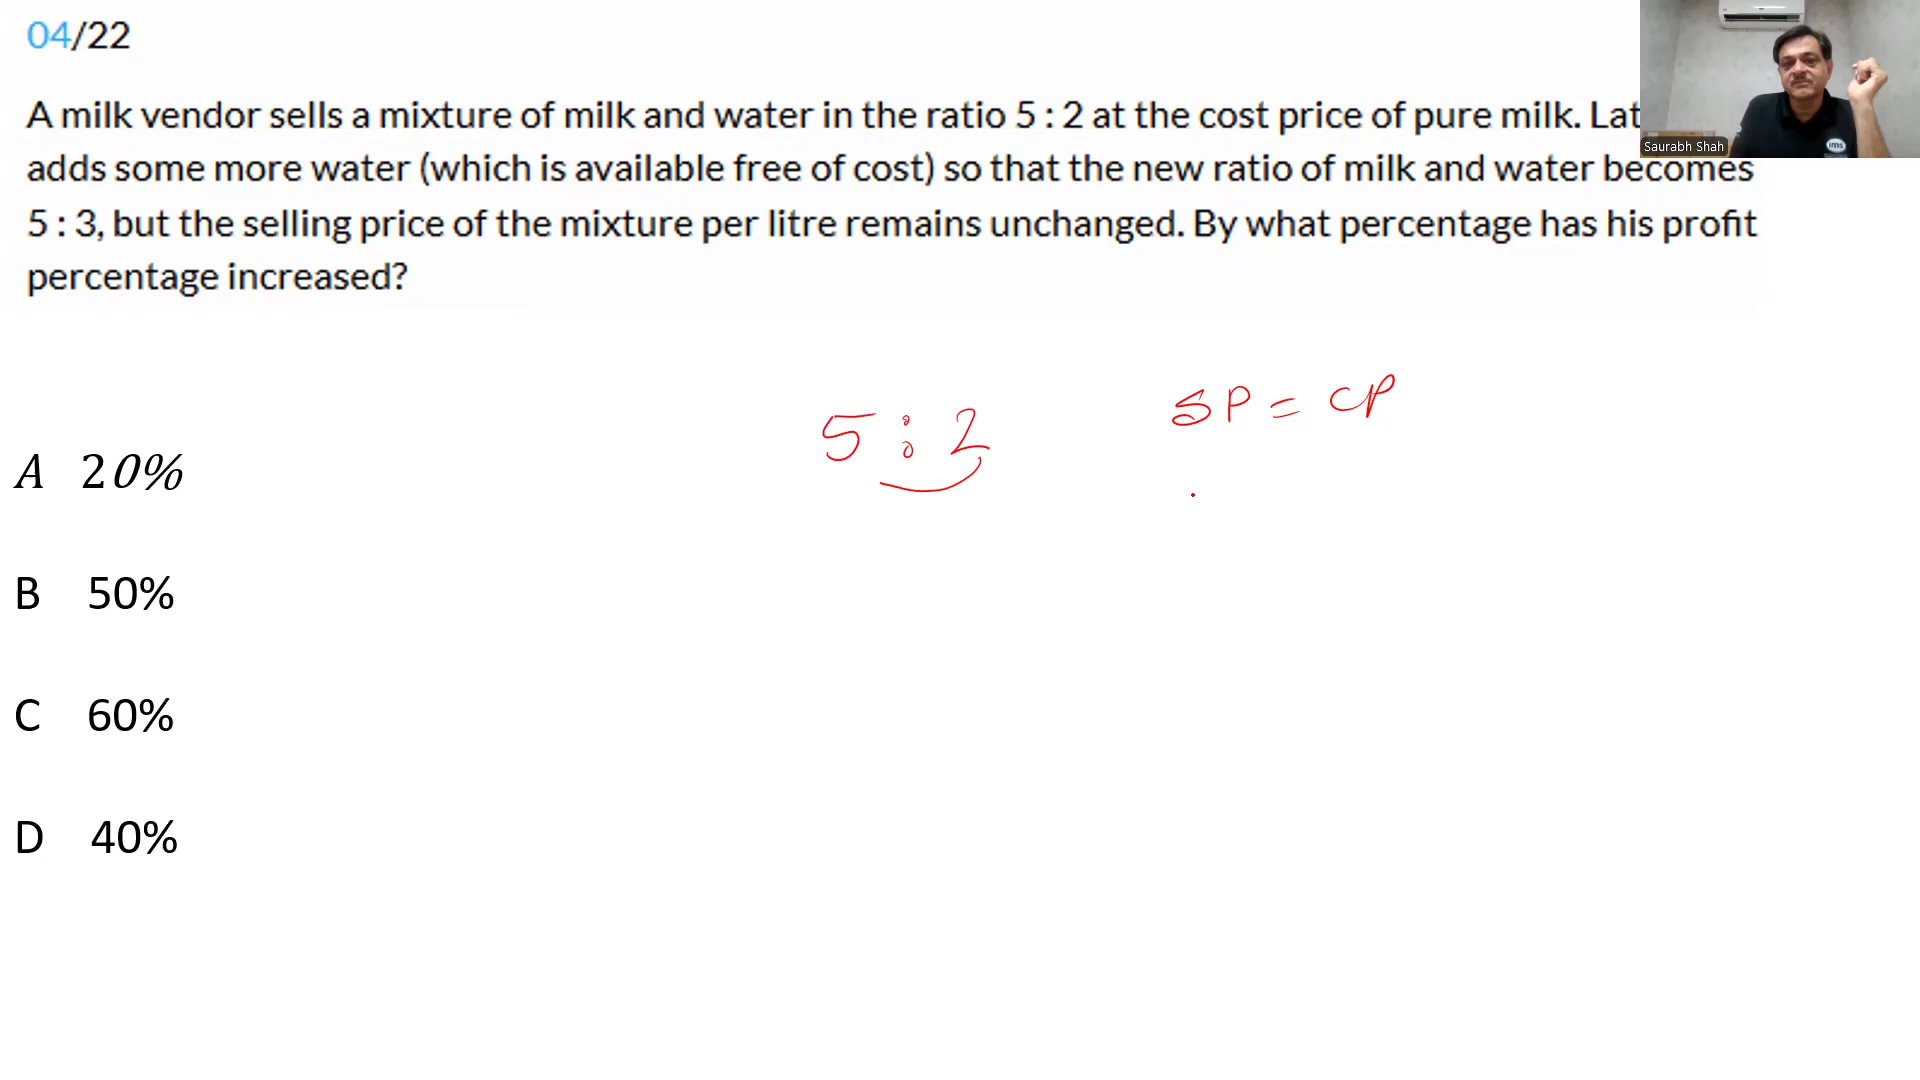 04/22
A milk vendor sells a mixture of milk and water in the ratio 5 : 2 at the cost price of pure milk. Lat
adds some more water (which is available free of cost) so that the new ratio of milk and water becomes
5 : 3, but the selling price of the mixture per litre remains unchanged. By what percentage has his profit
percentage increased?
Saurabh Shah
ims
5 : 2
SP = CP
A 20%
B 50%
C 60%
D 40%